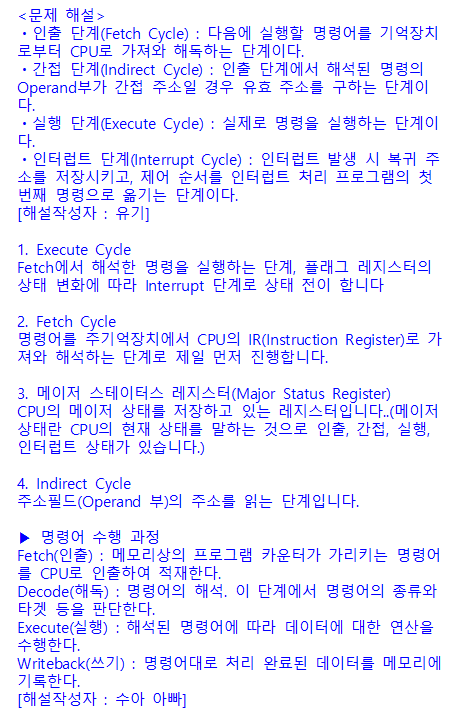 <문제 해설>
・인출 단계(Fetch Cycle) : 다음에 실행할 명령어를 기억장치
로부터 CPU로 가져와 해독하는 단계이다.
・간접 단계(Indirect Cycle) : 인출 단계에서 해석된 명령의
Operand부가 간접 주소일 경우 유효 주소를 구하는 단계이
다.
・실행 단계(Execute Cycle) : 실제로 명령을 실행하는 단계이
다.
・인터럽트 단계(Interrupt Cycle) : 인터럽트 발생 시 복귀 주
소를 저장시키고, 제어 순서를 인터럽트 처리 프로그램의 첫
번째 명령으로 옮기는 단계이다.
[해설작성자 : 유기]

1. Execute Cycle
Fetch에서 해석한 명령을 실행하는 단계, 플래그 레지스터의
상태 변화에 따라 Interrupt 단계로 상태 전이 합니다

2. Fetch Cycle
명령어를 주기억장치에서 CPU의 IR(Instruction Register)로 가
져와 해석하는 단계로 제일 먼저 진행합니다.

3. 메이저 스테이터스 레지스터(Major Status Register)
CPU의 메이저 상태를 저장하고 있는 레지스터입니다..(메이저
상태란 CPU의 현재 상태를 말하는 것으로 인출, 간접, 실행,
인터럽트 상태가 있습니다.)

4. Indirect Cycle
주소필드(Operand 부)의 주소를 읽는 단계입니다.

▶ 명령어 수행 과정
Fetch(인출) : 메모리상의 프로그램 카운터가 가리키는 명령어
를 CPU로 인출하여 적재한다.
Decode(해독) : 명령어의 해석. 이 단계에서 명령어의 종류와
타겟 등을 판단한다.
Execute(실행) : 해석된 명령어에 따라 데이터에 대한 연산을
수행한다.
Writeback(쓰기) : 명령어대로 처리 완료된 데이터를 메모리에
기록한다.
[해설작성자 : 수아 아빠]